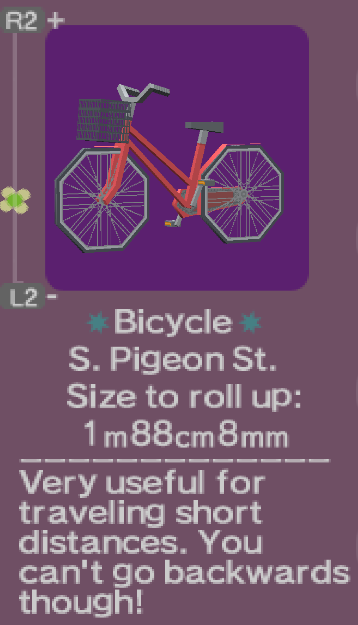 R2 +
L2 -
Bicycle
S. Pigeon St.
Size to roll up:
1m88cm8mm
Very useful for
traveling short
distances. You
can't go backwards
though!